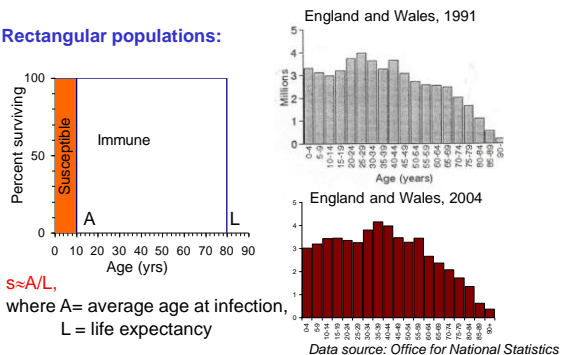 Rectangular populations:
England and Wales, 1991
Percent surviving
100
50
0
Susceptible
Immune
A
L
0 10 20 30 40 50 60 70 80 90
Age (yrs)
s≈A/L,
where A= average age at infection,
L = life expectancy
Millions
5
4
3
2
1
0
0-4 5-9 10-14 15-19 20-24 25-29 30-34 35-39 40-44 45-49 50-54 55-59 60-64 65-69 70-74 75-79 80-84 85-89 90-
Age (years)
England and Wales, 2004
5
4
3
2
1
0
0-4 5-9 10-14 15-19 20-24 25-29 30-34 35-39 40-44 45-49 50-54 55-59 60-64 65-69 70-74 75-79 80-84 85-89 90+
Data source: Office for National Statistics